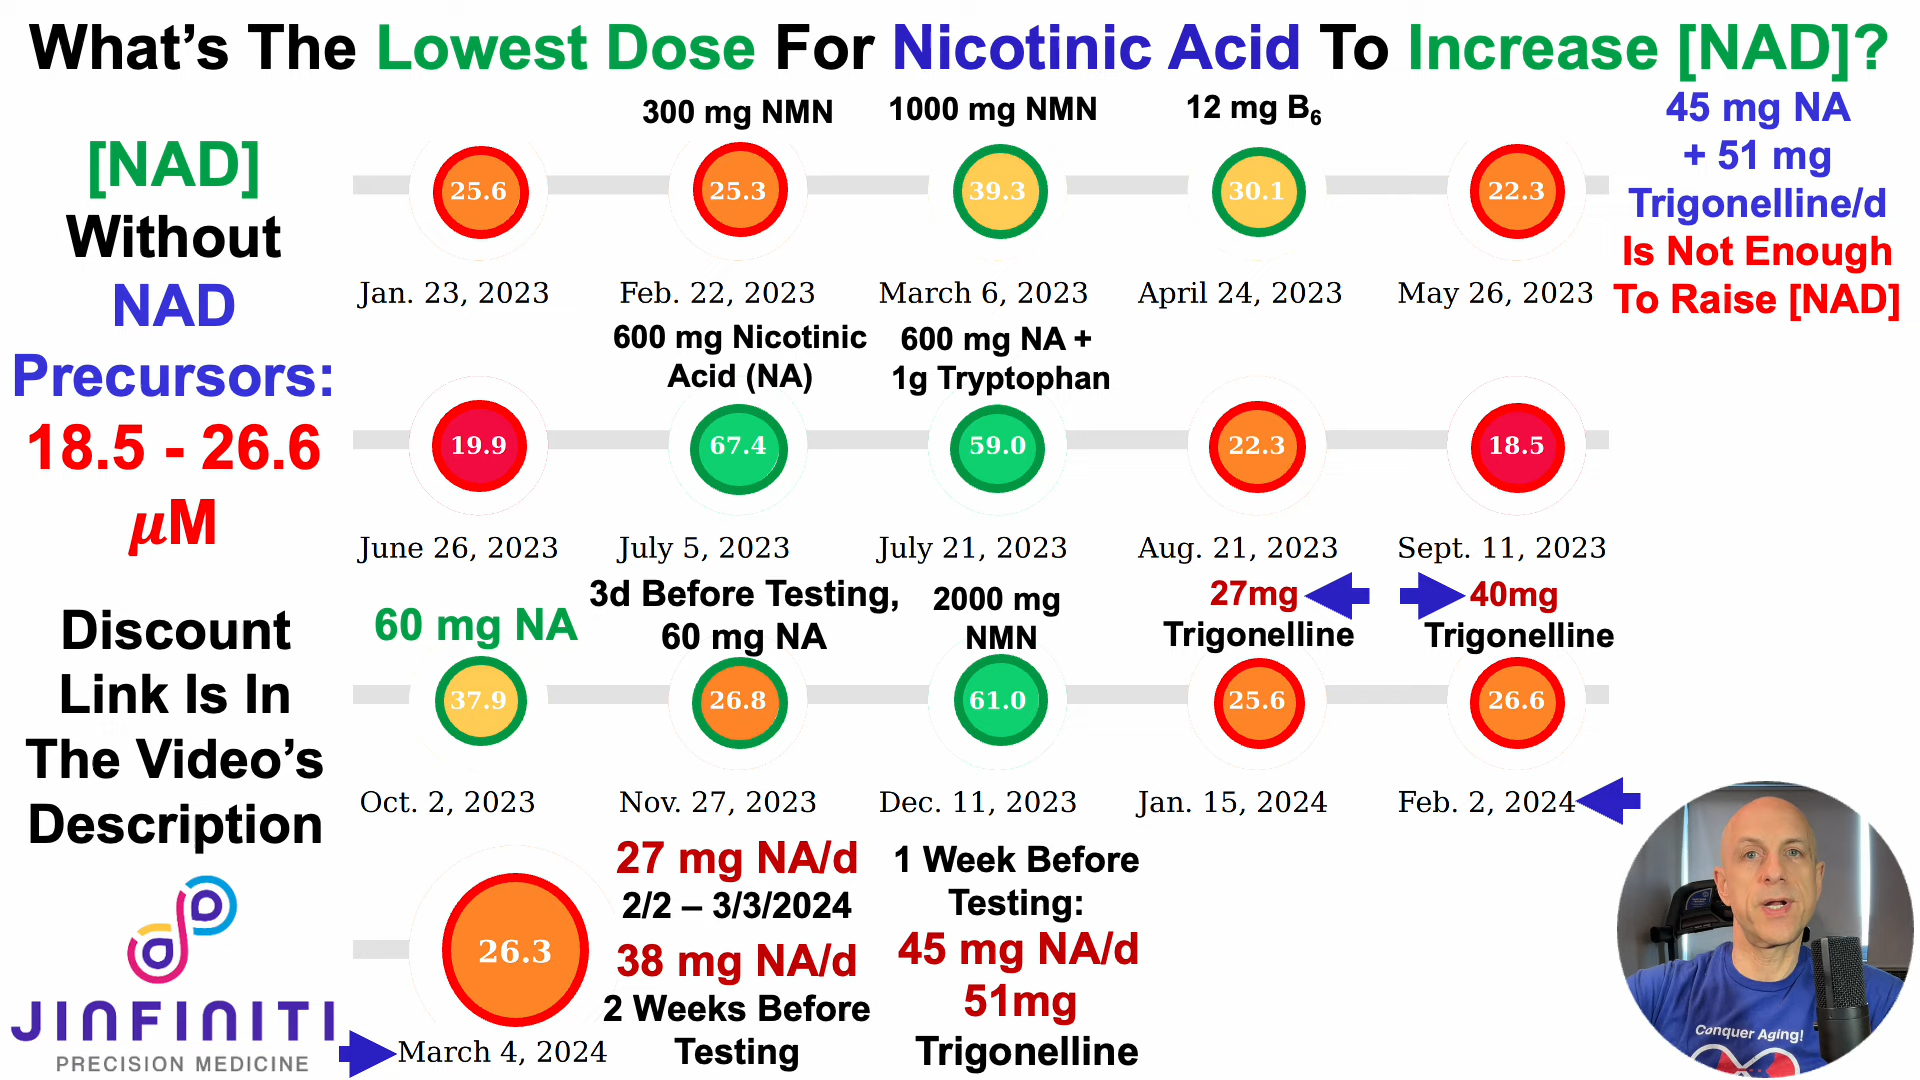 What's The Lowest Dose For Nicotinic Acid To Increase [NAD]?
[NAD]
Without
NAD
Precursors:
18.5 - 26.6
μM
Discount
Link Is In
The Video's
Description
JINFINITI
PRECISION MEDICINE
300 mg NMN
1000 mg NMN
12 mg B₆
25.6
25.3
39.3
30.1
22.3
Jan. 23, 2023
Feb. 22, 2023
March 6, 2023
April 24, 2023
May 26, 2023
45 mg NA
+ 51 mg
Trigonelline/d
Is Not Enough
To Raise [NAD]
600 mg Nicotinic
Acid (NA)
600 mg NA +
1g Tryptophan
19.9
67.4
59.0
22.3
18.5
June 26, 2023
July 5, 2023
July 21, 2023
Aug. 21, 2023
Sept. 11, 2023
60 mg NA
3d Before Testing,
60 mg NA
2000 mg
NMN
27mg
Trigonelline
40mg
Trigonelline
37.9
26.8
61.0
25.6
26.6
Oct. 2, 2023
Nov. 27, 2023
Dec. 11, 2023
Jan. 15, 2024
Feb. 2, 2024
26.3
March 4, 2024
27 mg NA/d
2/2 – 3/3/2024
38 mg NA/d
2 Weeks Before
Testing
1 Week Before
Testing:
45 mg NA/d
51mg
Trigonelline
Conquer Aging!